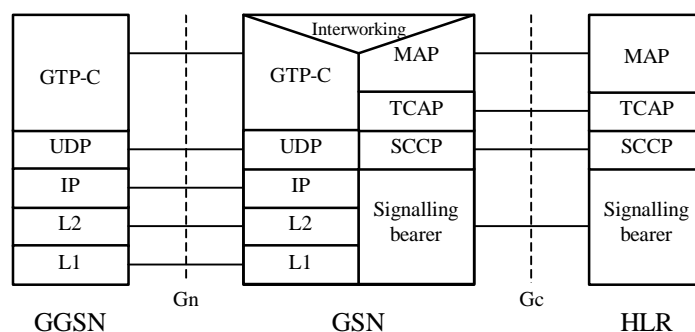 Interworking
GTP-C
GTP-C
MAP
MAP
TCAP
TCAP
UDP
UDP
SCCP
SCCP
IP
IP
L2
L2
Signalling
bearer
Signalling
bearer
L1
L1
Gn
Gc
GGSN
GSN
HLR